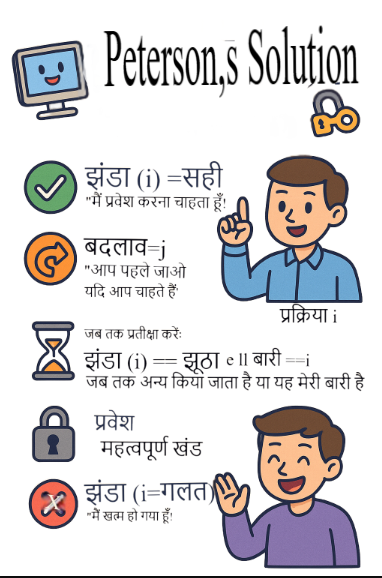 Peterson,s Solution
झंडा (i) =सही
"मैं प्रवेश करना चाहता हूँ!
बदलाव=j
"आप पहले जाओ
यदि आप चाहते हैं"
प्रक्रिया i
जब तक प्रतीक्षा करें:
झंडा (i) == झूठा e ll बारी ==i
जब तक अन्य किया जाता है या यह मेरी बारी है
प्रवेश
महत्वपूर्ण खंड
झंडा (i=गलत)
"मैं खत्म हो गया हूँ!